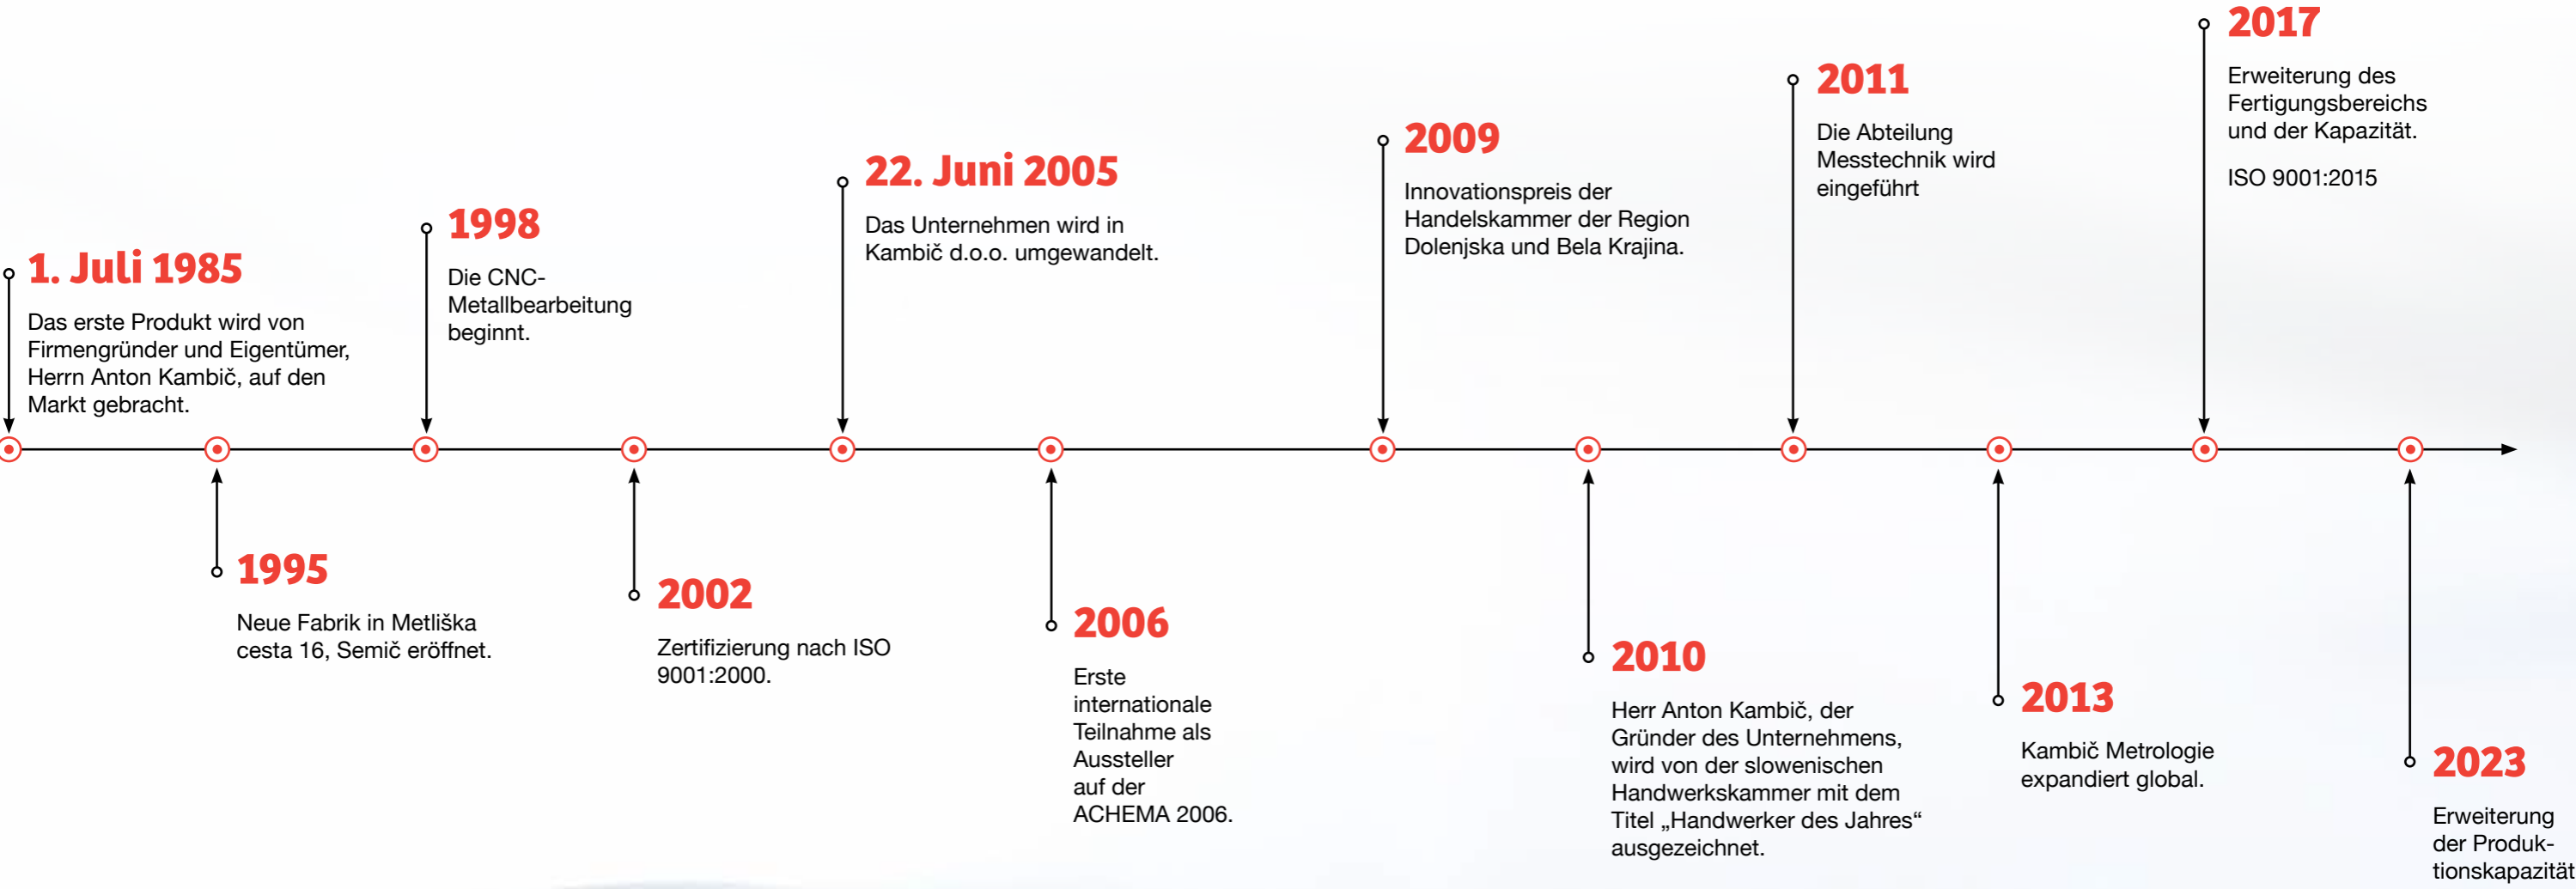 1. Juli 1985
Das erste Produkt wird von
Firmengründer und Eigentümer,
Herrn Anton Kambič, auf den
Markt gebracht.
1995
Neue Fabrik in Metliška
cesta 16, Semič eröffnet.
1998
Die CNC-
Metallbearbeitung
beginnt.
2002
Zertifizierung nach ISO
9001:2000.
22. Juni 2005
Das Unternehmen wird in
Kambič d.o.o. umgewandelt.
2006
Erste
internationale
Teilnahme als
Aussteller
auf der
ACHEMA 2006.
2009
Innovationspreis der
Handelskammer der Region
Dolenjska und Bela Krajina.
2010
Herr Anton Kambič, der
Gründer des Unternehmens,
wird von der slowenischen
Handwerkskammer mit dem
Titel „Handwerker des Jahres“
ausgezeichnet.
2011
Die Abteilung
Messtechnik wird
eingeführt
2013
Kambič Metrologie
expandiert global.
2017
Erweiterung des
Fertigungsbereichs
und der Kapazität.
ISO 9001:2015
2023
Erweiterung
der Produk-
tionskapazität